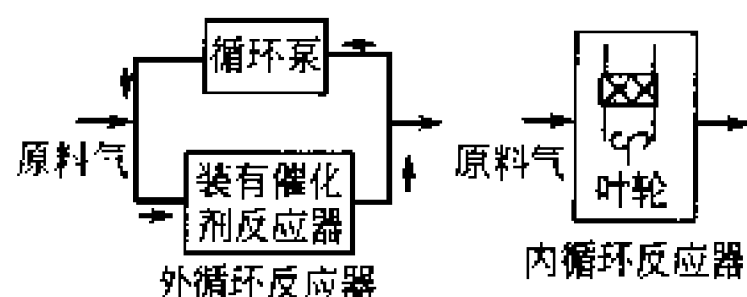 循环泵
原料气
装有催化
剂反应器
外循环反应器
原料气
叶轮
内循环反应器